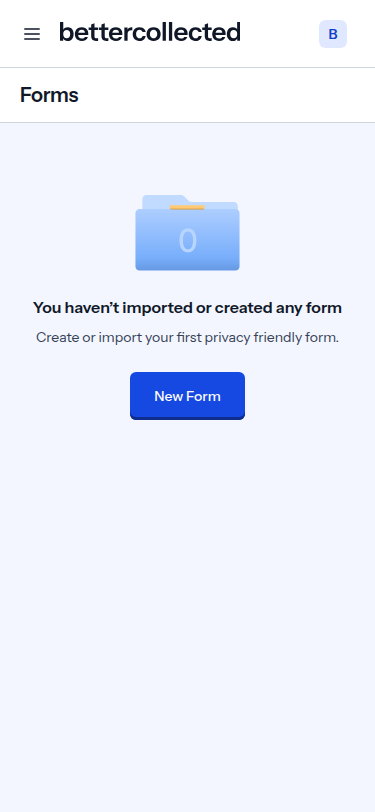 bettercollected
B
Forms
0
You haven’t imported or created any form
Create or import your first privacy friendly form.
New Form